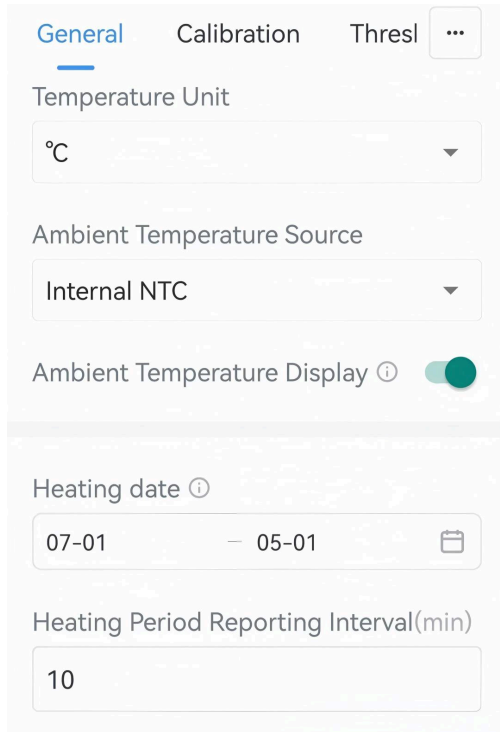 General Calibration Thresl ...
Temperature Unit
℃
Ambient Temperature Source
Internal NTC
Ambient Temperature Display
Heating date
07-01 — 05-01
Heating Period Reporting Interval(min)
10